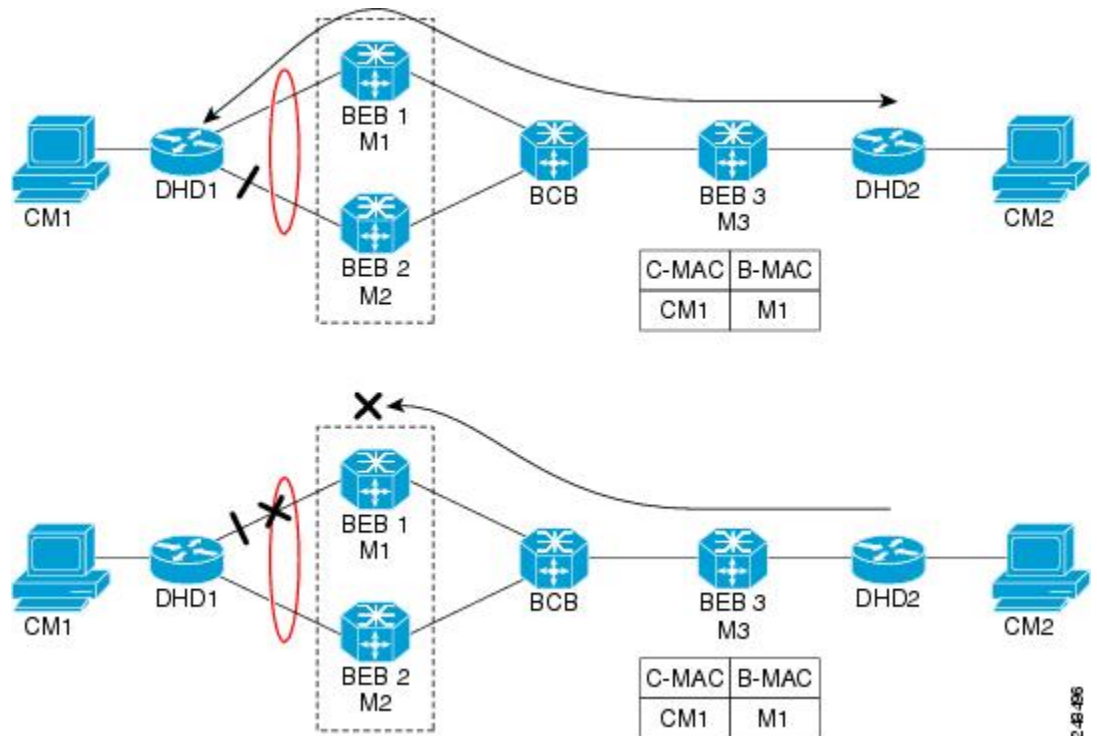 BEB 1
M1
CM1
DHD1
BCB
BEB 3
M3
DHD2
CM2
BEB 2
M2
C-MAC B-MAC
CM1 M1
BEB 1
M1
CM1
DHD1
BCB
BEB 3
M3
DHD2
CM2
BEB 2
M2
C-MAC B-MAC
CM1 M1